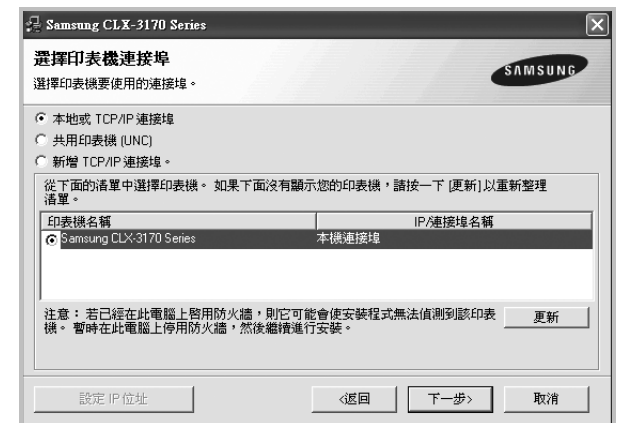 Samsung CLX-3170 Series
選擇印表機連接埠
選擇印表機要使用的連接埠。
SAMSUNG
本地或 TCP/IP 連接埠
共用印表機 (UNC)
新增 TCP/IP 連接埠。
從下面的清單中選擇印表機。 如果下面沒有顯示您的印表機，請按一下 [更新] 以重新整理
清單。
印表機名稱 IP/連接埠名稱
Samsung CLX-3170 Series 本機連接埠
注意： 若已經在此電腦上啓用防火牆，則它可能會使安裝程式無法偵測到該印表
機。 暫時在此電腦上停用防火牆，然後繼續進行安裝。
更新
設定 IP 位址 <返回 下一步> 取消